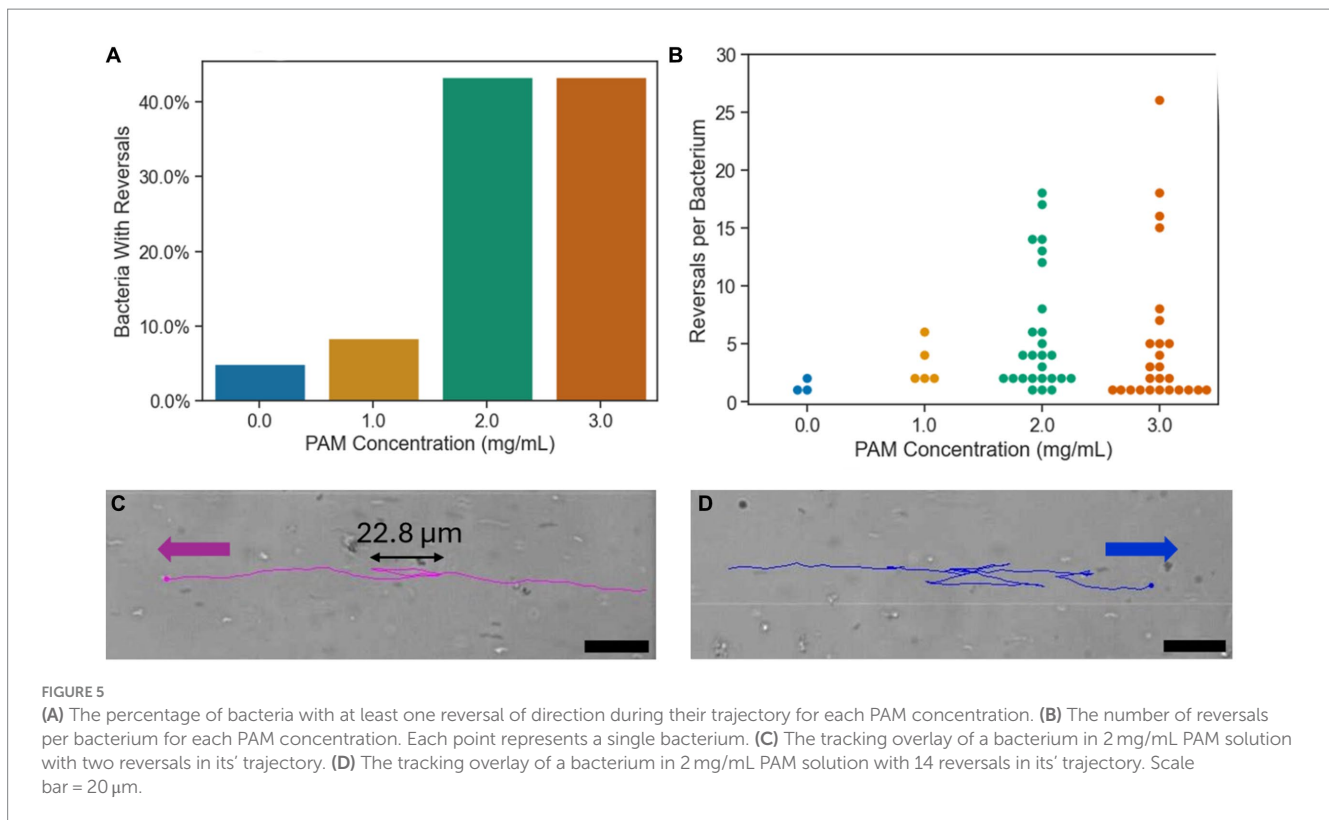 A
Bacteria With Reversals
40.0%
30.0%
20.0%
10.0%
0.0%
0.0 1.0 2.0 3.0
PAM Concentration (mg/mL)
B
Reversals per Bacterium
30
25
20
15
10
5
0
0.0 1.0 2.0 3.0
PAM Concentration (mg/mL)
C
22.8 μm
D
FIGURE 5
(A) The percentage of bacteria with at least one reversal of direction during their trajectory for each PAM concentration. (B) The number of reversals
per bacterium for each PAM concentration. Each point represents a single bacterium. (C) The tracking overlay of a bacterium in 2 mg/mL PAM solution
with two reversals in its’ trajectory. (D) The tracking overlay of a bacterium in 2 mg/mL PAM solution with 14 reversals in its’ trajectory. Scale
bar = 20 μm.